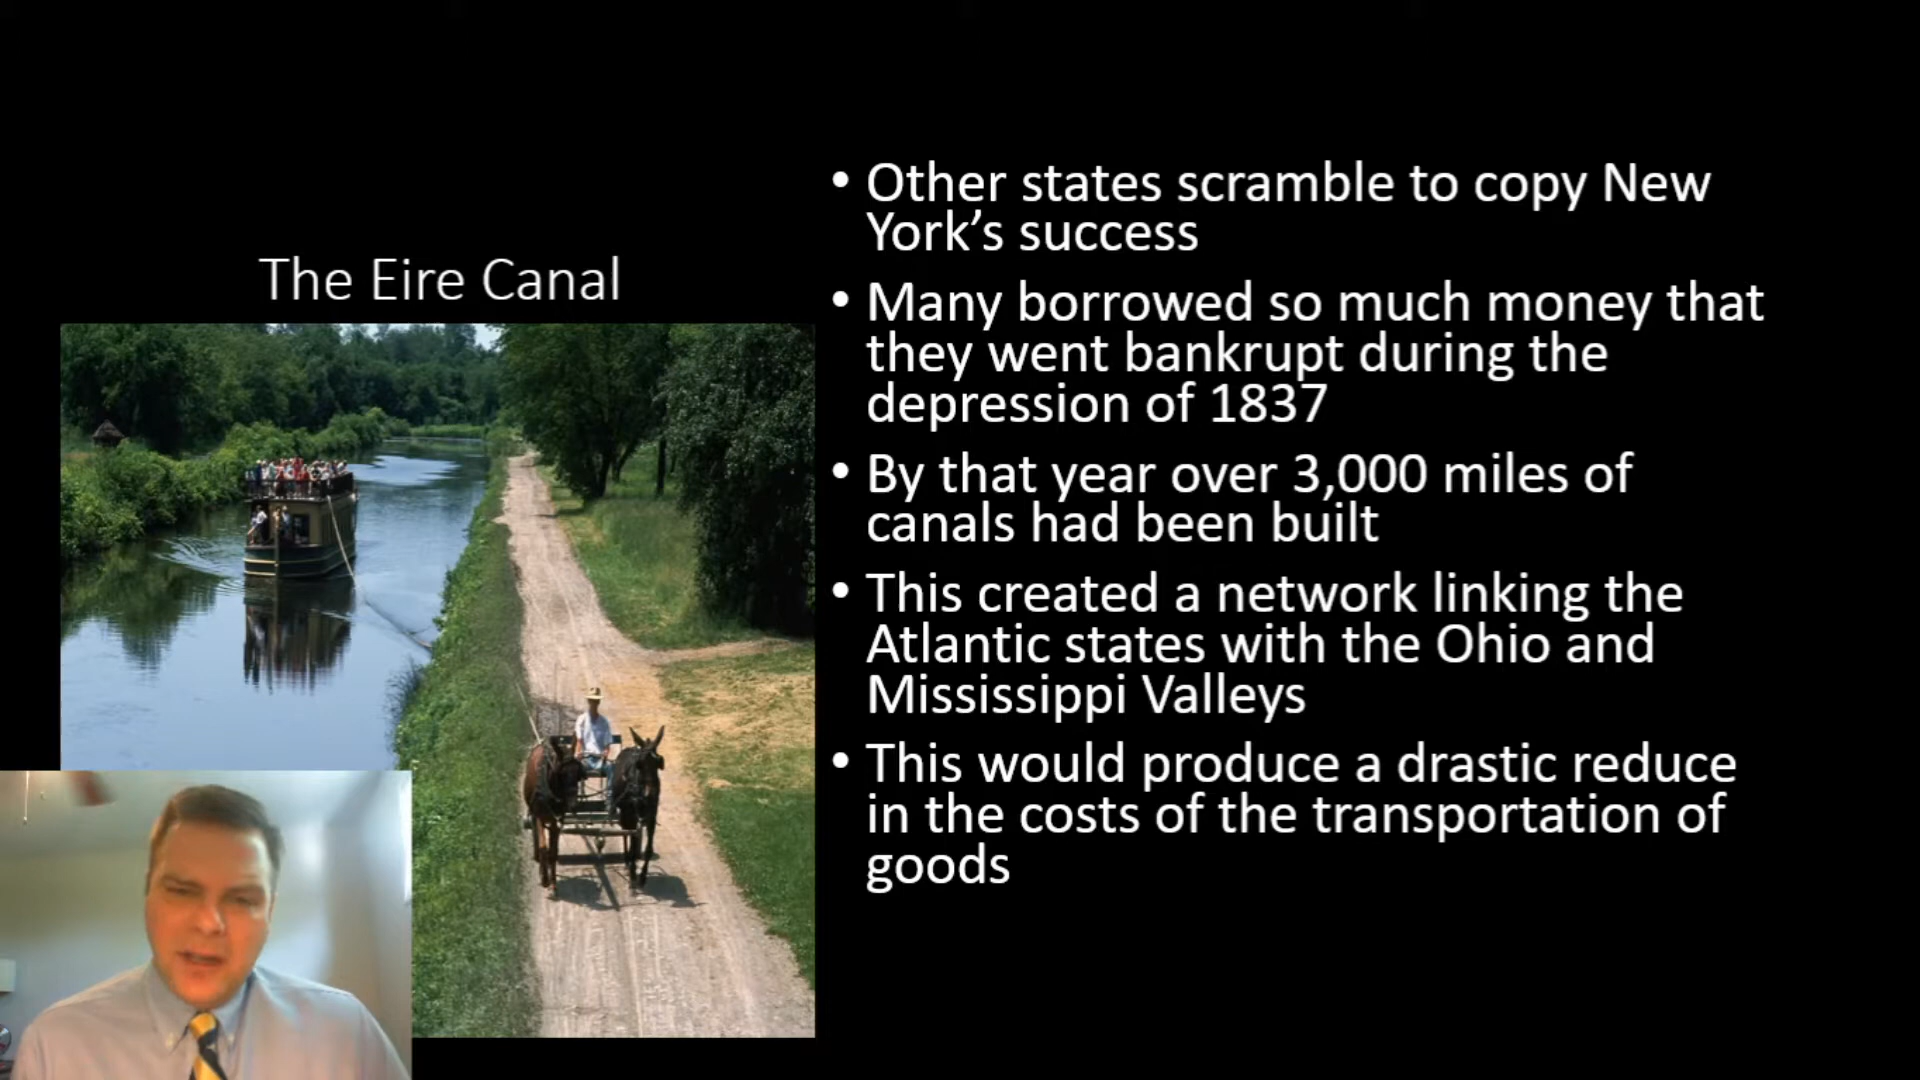 The Eire Canal
• Other states scramble to copy New
York’s success
• Many borrowed so much money that
they went bankrupt during the
depression of 1837
• By that year over 3,000 miles of
canals had been built
• This created a network linking the
Atlantic states with the Ohio and
Mississippi Valleys
• This would produce a drastic reduce
in the costs of the transportation of
goods